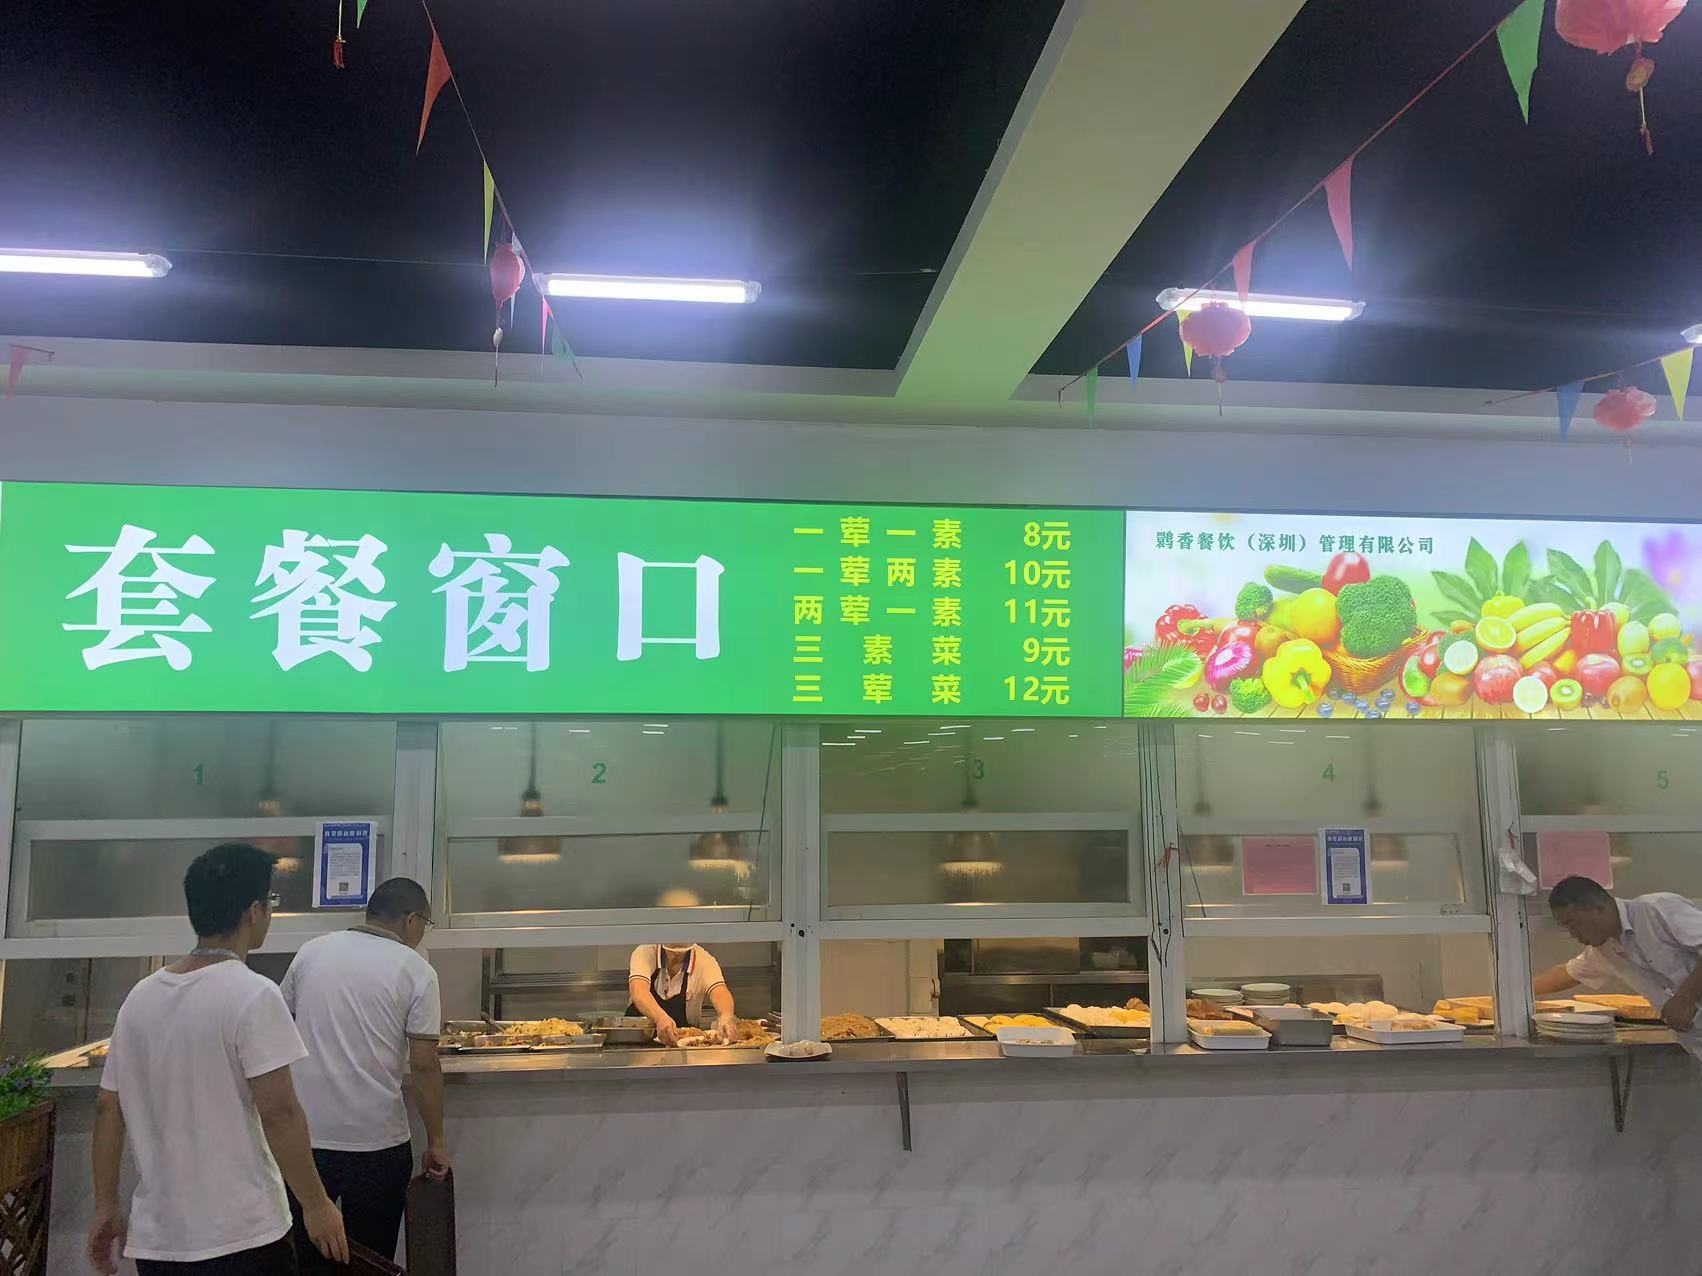 套餐窗口
一荤一素 8元
一荤两素 10元
两荤一素 11元
三素菜 9元
三荤菜 12元
鹦香餐饮（深圳）管理有限公司
1
2
3
4
5